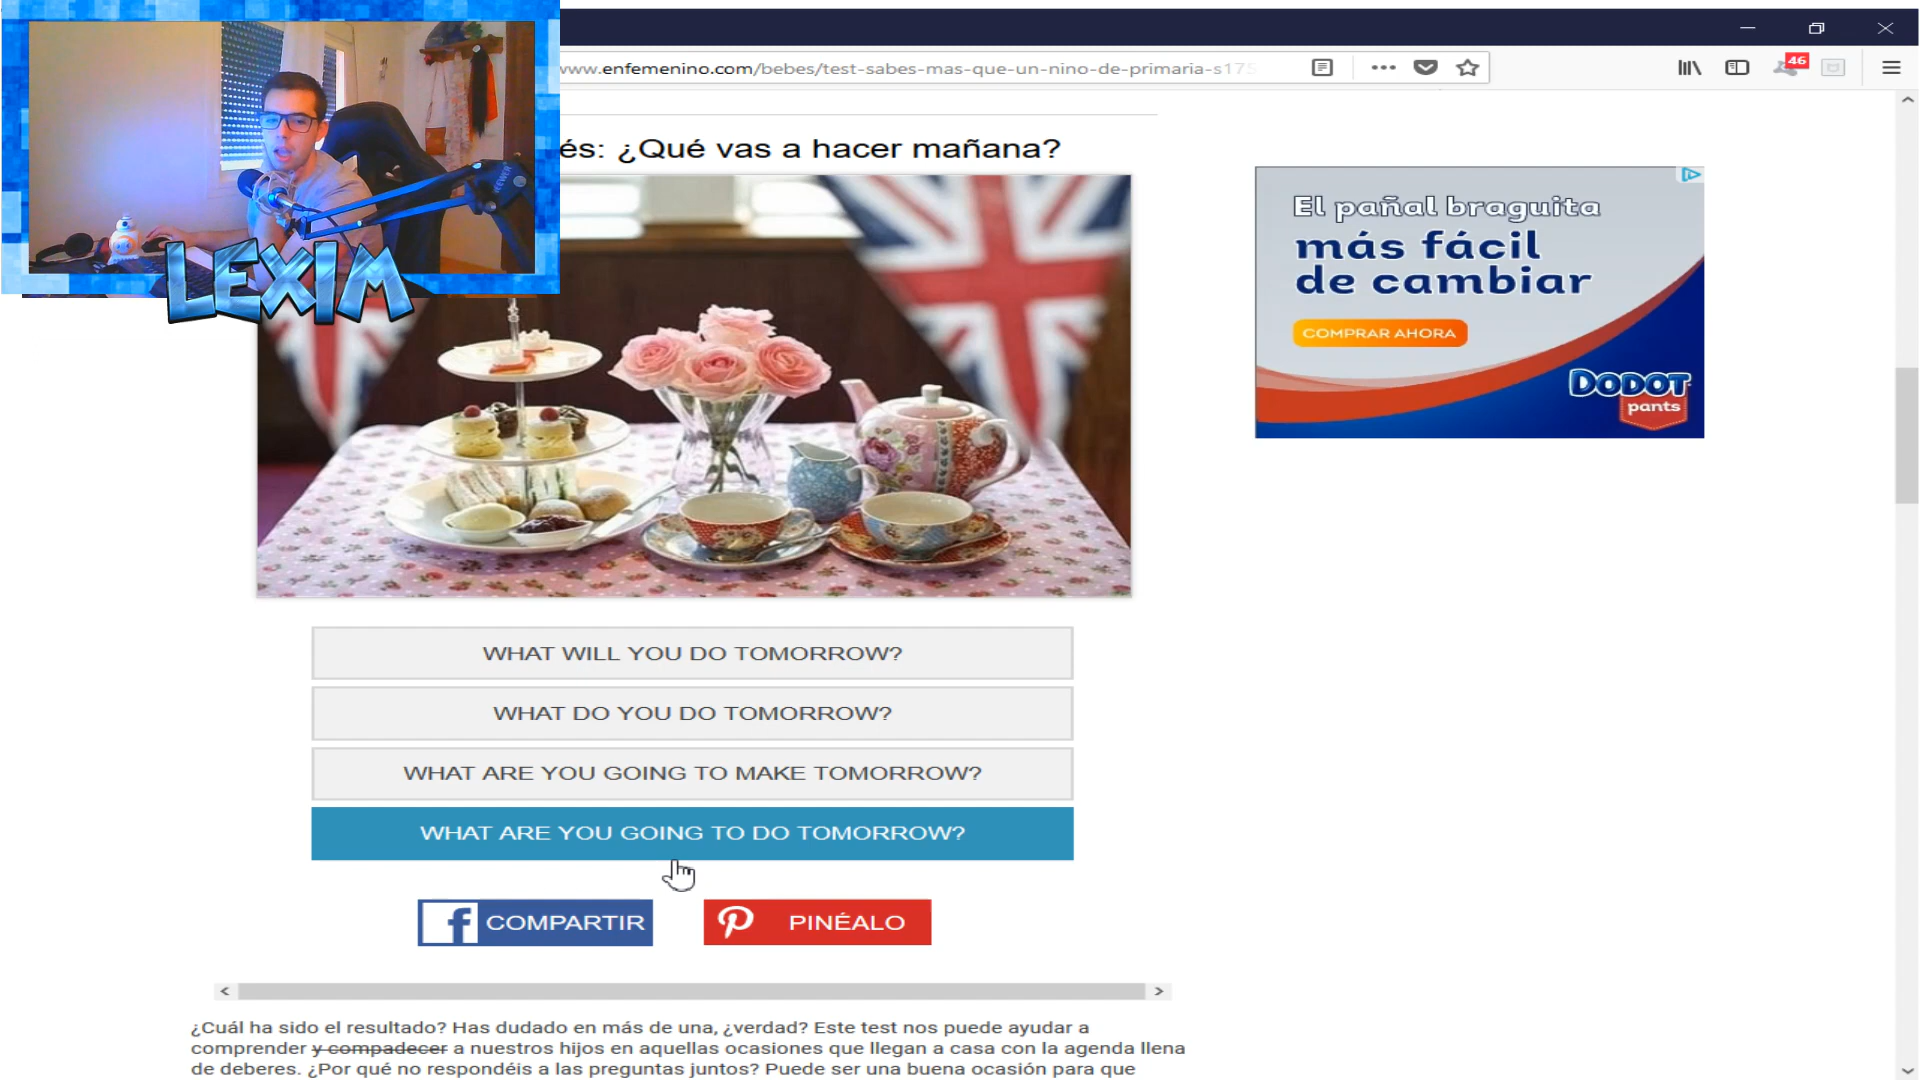 www.enfemenino.com/bebes/test-sabes-mas-que-un-nino-de-primaria-s175
46
LEXIM
és: ¿Qué vas a hacer mañana?
El pañal braguita
más fácil
de cambiar
COMPRAR AHORA
DODOT
pants
WHAT WILL YOU DO TOMORROW?
WHAT DO YOU DO TOMORROW?
WHAT ARE YOU GOING TO MAKE TOMORROW?
WHAT ARE YOU GOING TO DO TOMORROW?
f COMPARTIR
PINÉALO
¿Cuál ha sido el resultado? Has dudado en más de una, ¿verdad? Este test nos puede ayudar a
comprender y compadecer a nuestros hijos en aquellas ocasiones que llegan a casa con la agenda llena
de deberes. ¿Por qué no respondéis a las preguntas juntos? Puede ser una buena ocasión para que